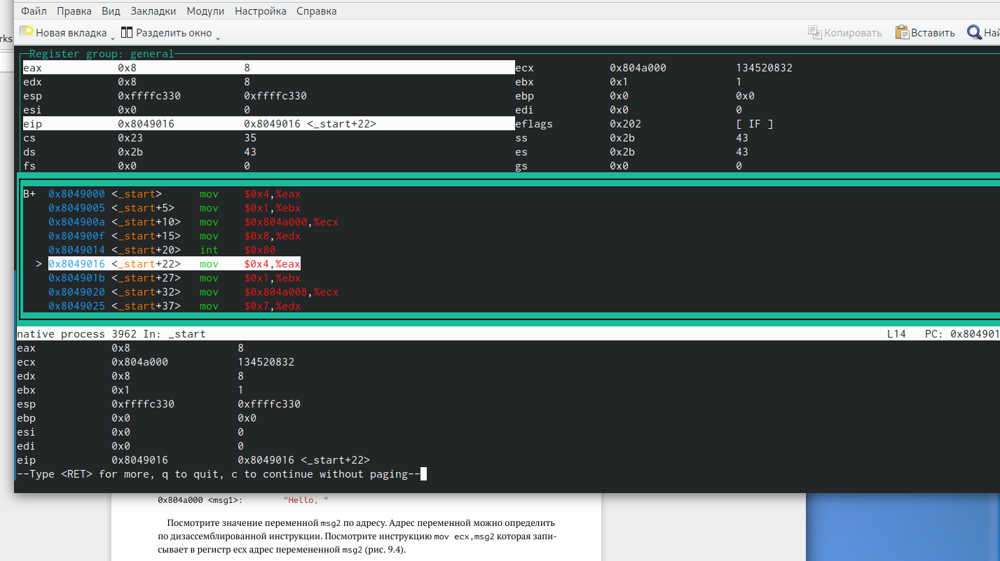 Файл Правка Вид Закладки Модули Настройка Справка
rks Новая вкладка Разделить окно Копировать Вставить Най
Register group: general
eax 0x8 8 ecx 0x804a000 134520832
edx 0x8 8 ebx 0x1 1
esp 0xffffc330 0xffffc330 ebp 0x0 0x0
esi 0x0 0 edi 0x0 0
eip 0x8049016 0x8049016 <_start+22> eflags 0x202 [ IF ]
cs 0x23 35 ss 0x2b 43
ds 0x2b 43 es 0x2b 43
fs 0x0 0 gs 0x0 0
B+ 0x8049000 <_start> mov $0x4,%eax
0x8049005 <_start+5> mov $0x1,%ebx
0x804900a <_start+10> mov $0x804a000,%ecx
0x804900f <_start+15> mov $0x8,%edx
0x8049014 <_start+20> int $0x80
> 0x8049016 <_start+22> mov $0x4,%eax
0x804901b <_start+27> mov $0x1,%ebx
0x8049020 <_start+32> mov $0x804a008,%ecx
0x8049025 <_start+37> mov $0x7,%edx
native process 3962 In: _start L14 PC: 0x804901
eax 0x8 8
ecx 0x804a000 134520832
edx 0x8 8
ebx 0x1 1
esp 0xffffc330 0xffffc330
ebp 0x0 0x0
esi 0x0 0
edi 0x0 0
eip 0x8049016 0x8049016 <_start+22>
--Type <RET> for more, q to quit, c to continue without paging--
0x804a000 <msg1>: "Hello, "
Посмотрите значение переменной msg2 по адресу. Адрес переменной можно определить
по дизассемблированной инструкции. Посмотрите инструкцию mov ecx,msg2 которая запи-
сывает в регистр ecx адрес перемененной msg2 (рис. 9.4).